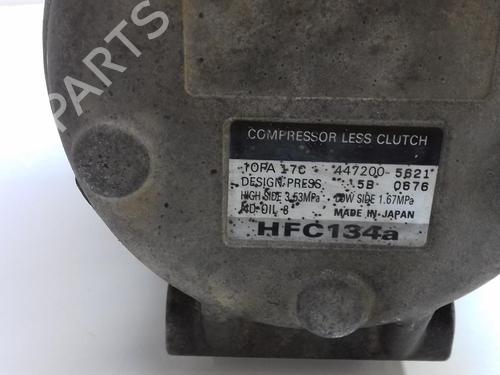 COMPRESSOR LESS CLUTCH
10PA 17C 447200-5821
DESIGN PRESS. 5B 0876
HIGH SIDE 3.53MPa LOW SIDE 1.67MPa
ND-OIL 8 MADE IN JAPAN
HFC134a
B-PARTS